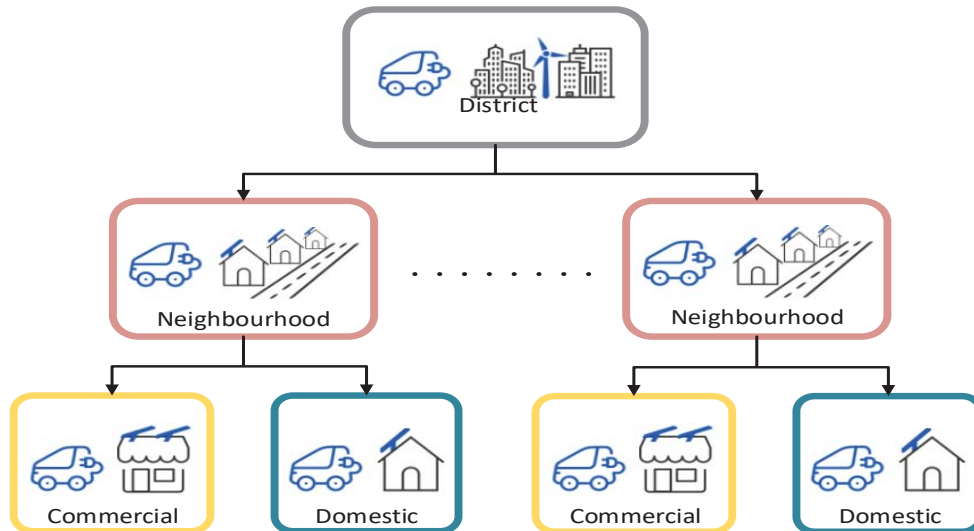 District
Neighbourhood
Neighbourhood
Commercial
Domestic
Commercial
Domestic